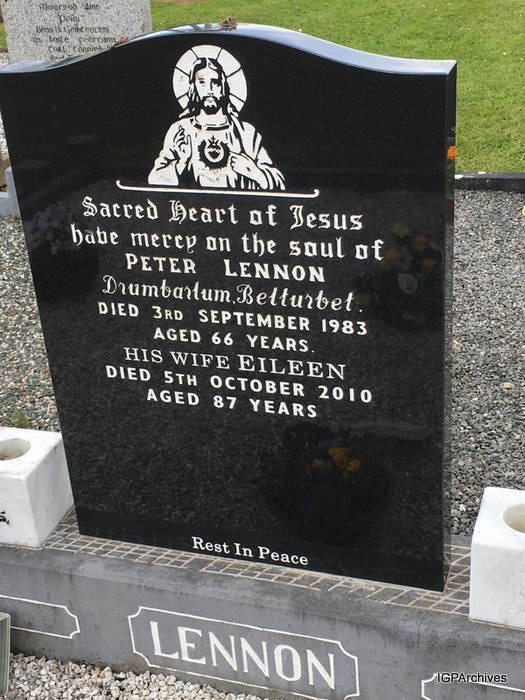 Sacred Heart of Jesus
have mercy on the soul of
PETER LENNON
Drumbartum, Belturbet.
DIED 3RD SEPTEMBER 1983
AGED 66 YEARS.
HIS WIFE EILEEN
DIED 5TH OCTOBER 2010
AGED 87 YEARS
Rest In Peace
LENNON
IGPArchives